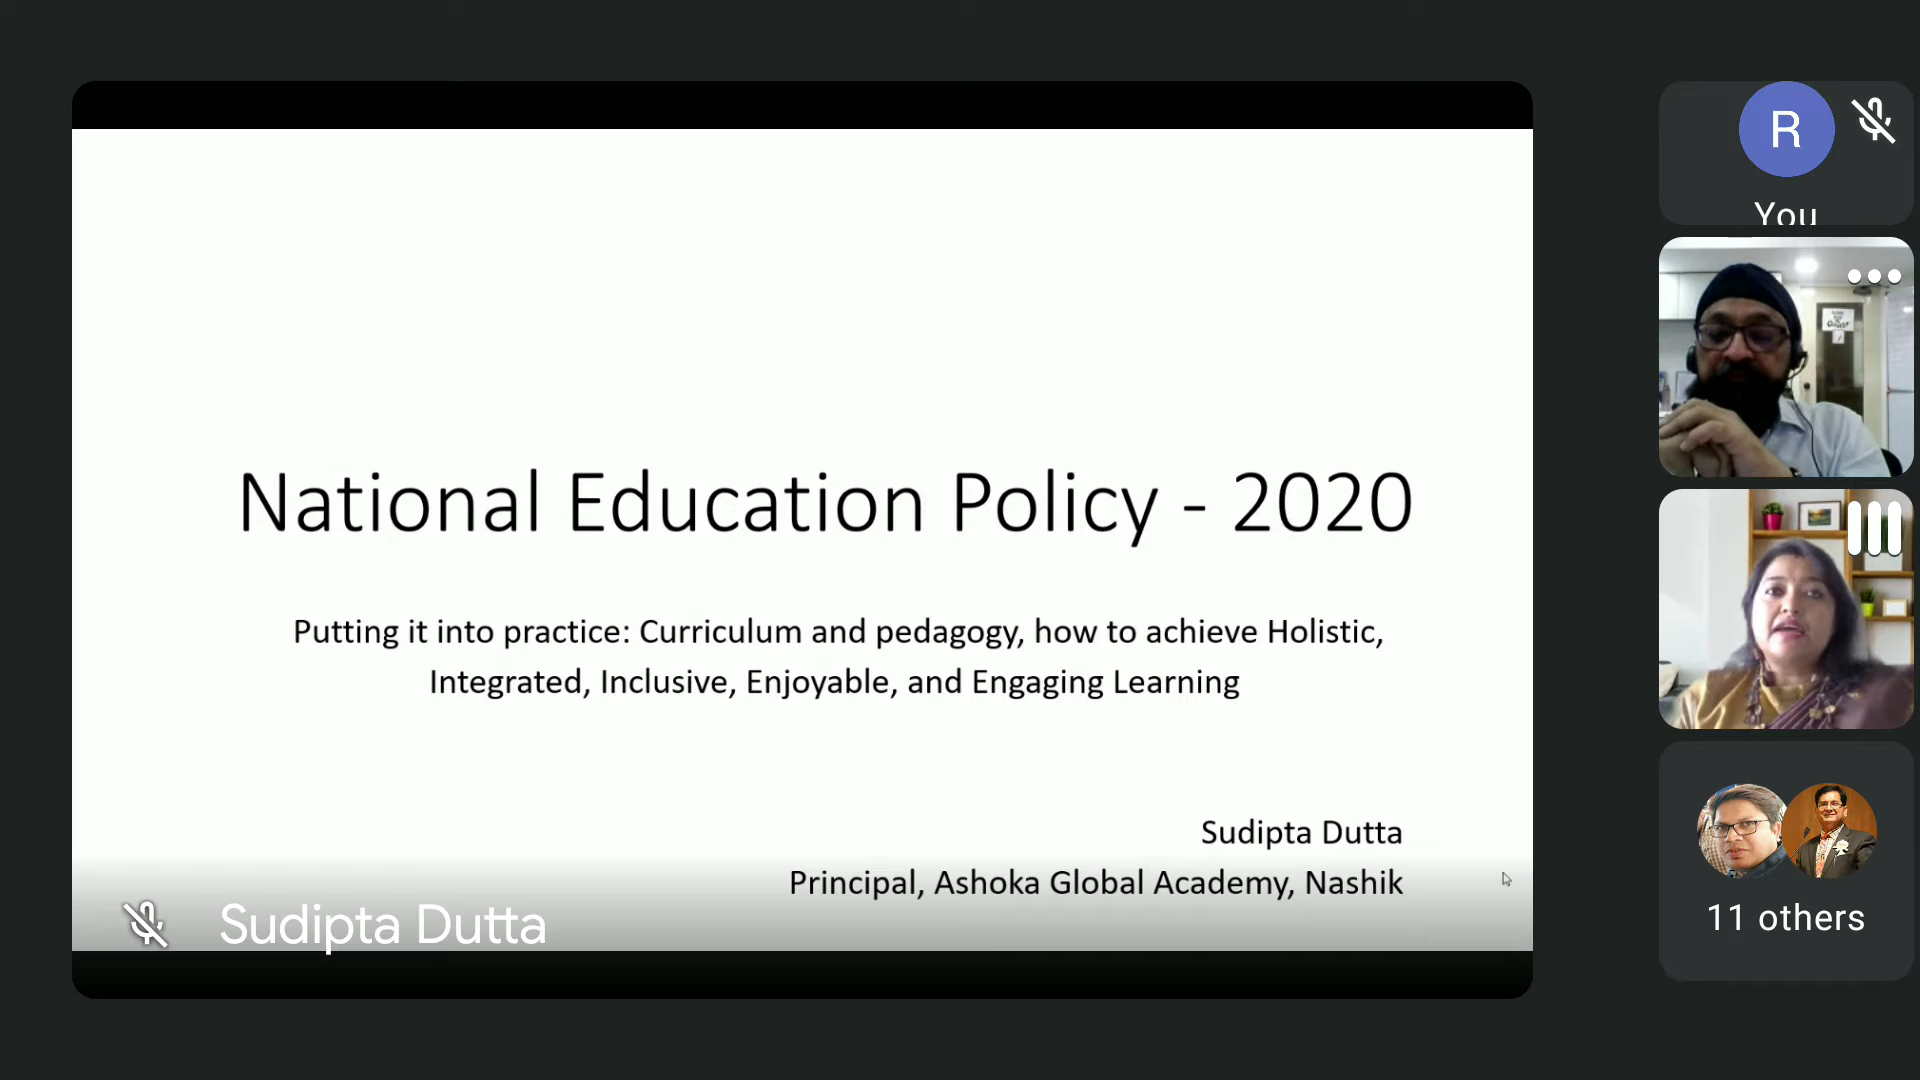 National Education Policy - 2020
Putting it into practice: Curriculum and pedagogy, how to achieve Holistic,
Integrated, Inclusive, Enjoyable, and Engaging Learning
Sudipta Dutta
Principal, Ashoka Global Academy, Nashik
Sudipta Dutta
R
You
11 others